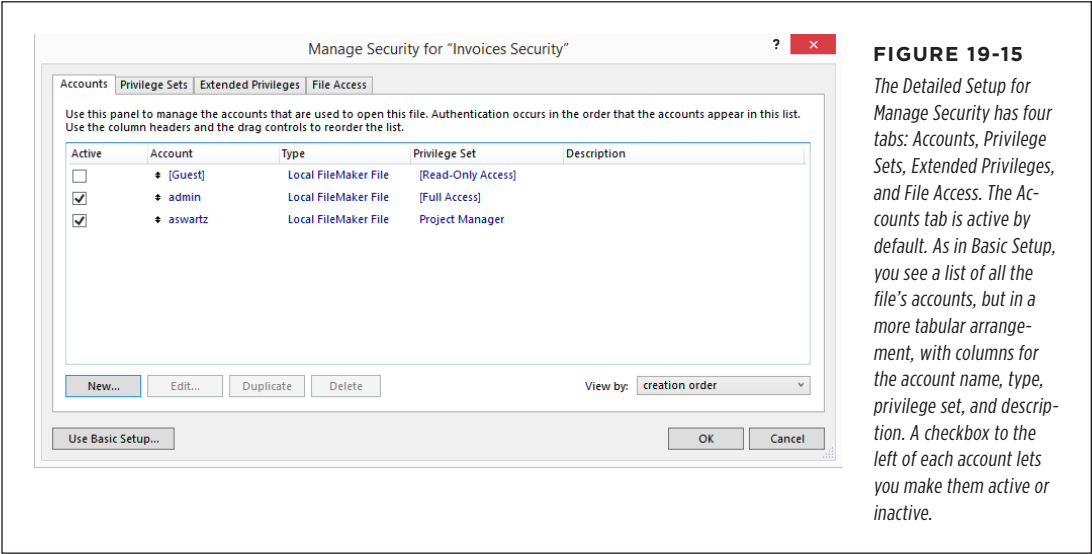 Manage Security for “Invoices Security”
?
×
Accounts Privilege Sets Extended Privileges File Access
Use this panel to manage the accounts that are used to open this file. Authentication occurs in the order that the accounts appear in this list.
Use the column headers and the drag controls to reorder the list.
Active Account Type Privilege Set Description
[Guest] Local FileMaker File [Read-Only Access]
admin Local FileMaker File [Full Access]
aswartz Local FileMaker File Project Manager
New... Edit... Duplicate Delete View by: creation order
Use Basic Setup... OK Cancel
FIGURE 19-15
The Detailed Setup for
Manage Security has four
tabs: Accounts, Privilege
Sets, Extended Privileges,
and File Access. The Ac-
counts tab is active by
default. As in Basic Setup,
you see a list of all the
file’s accounts, but in a
more tabular arrange-
ment, with columns for
the account name, type,
privilege set, and descrip-
tion. A checkbox to the
left of each account lets
you make them active or
inactive.